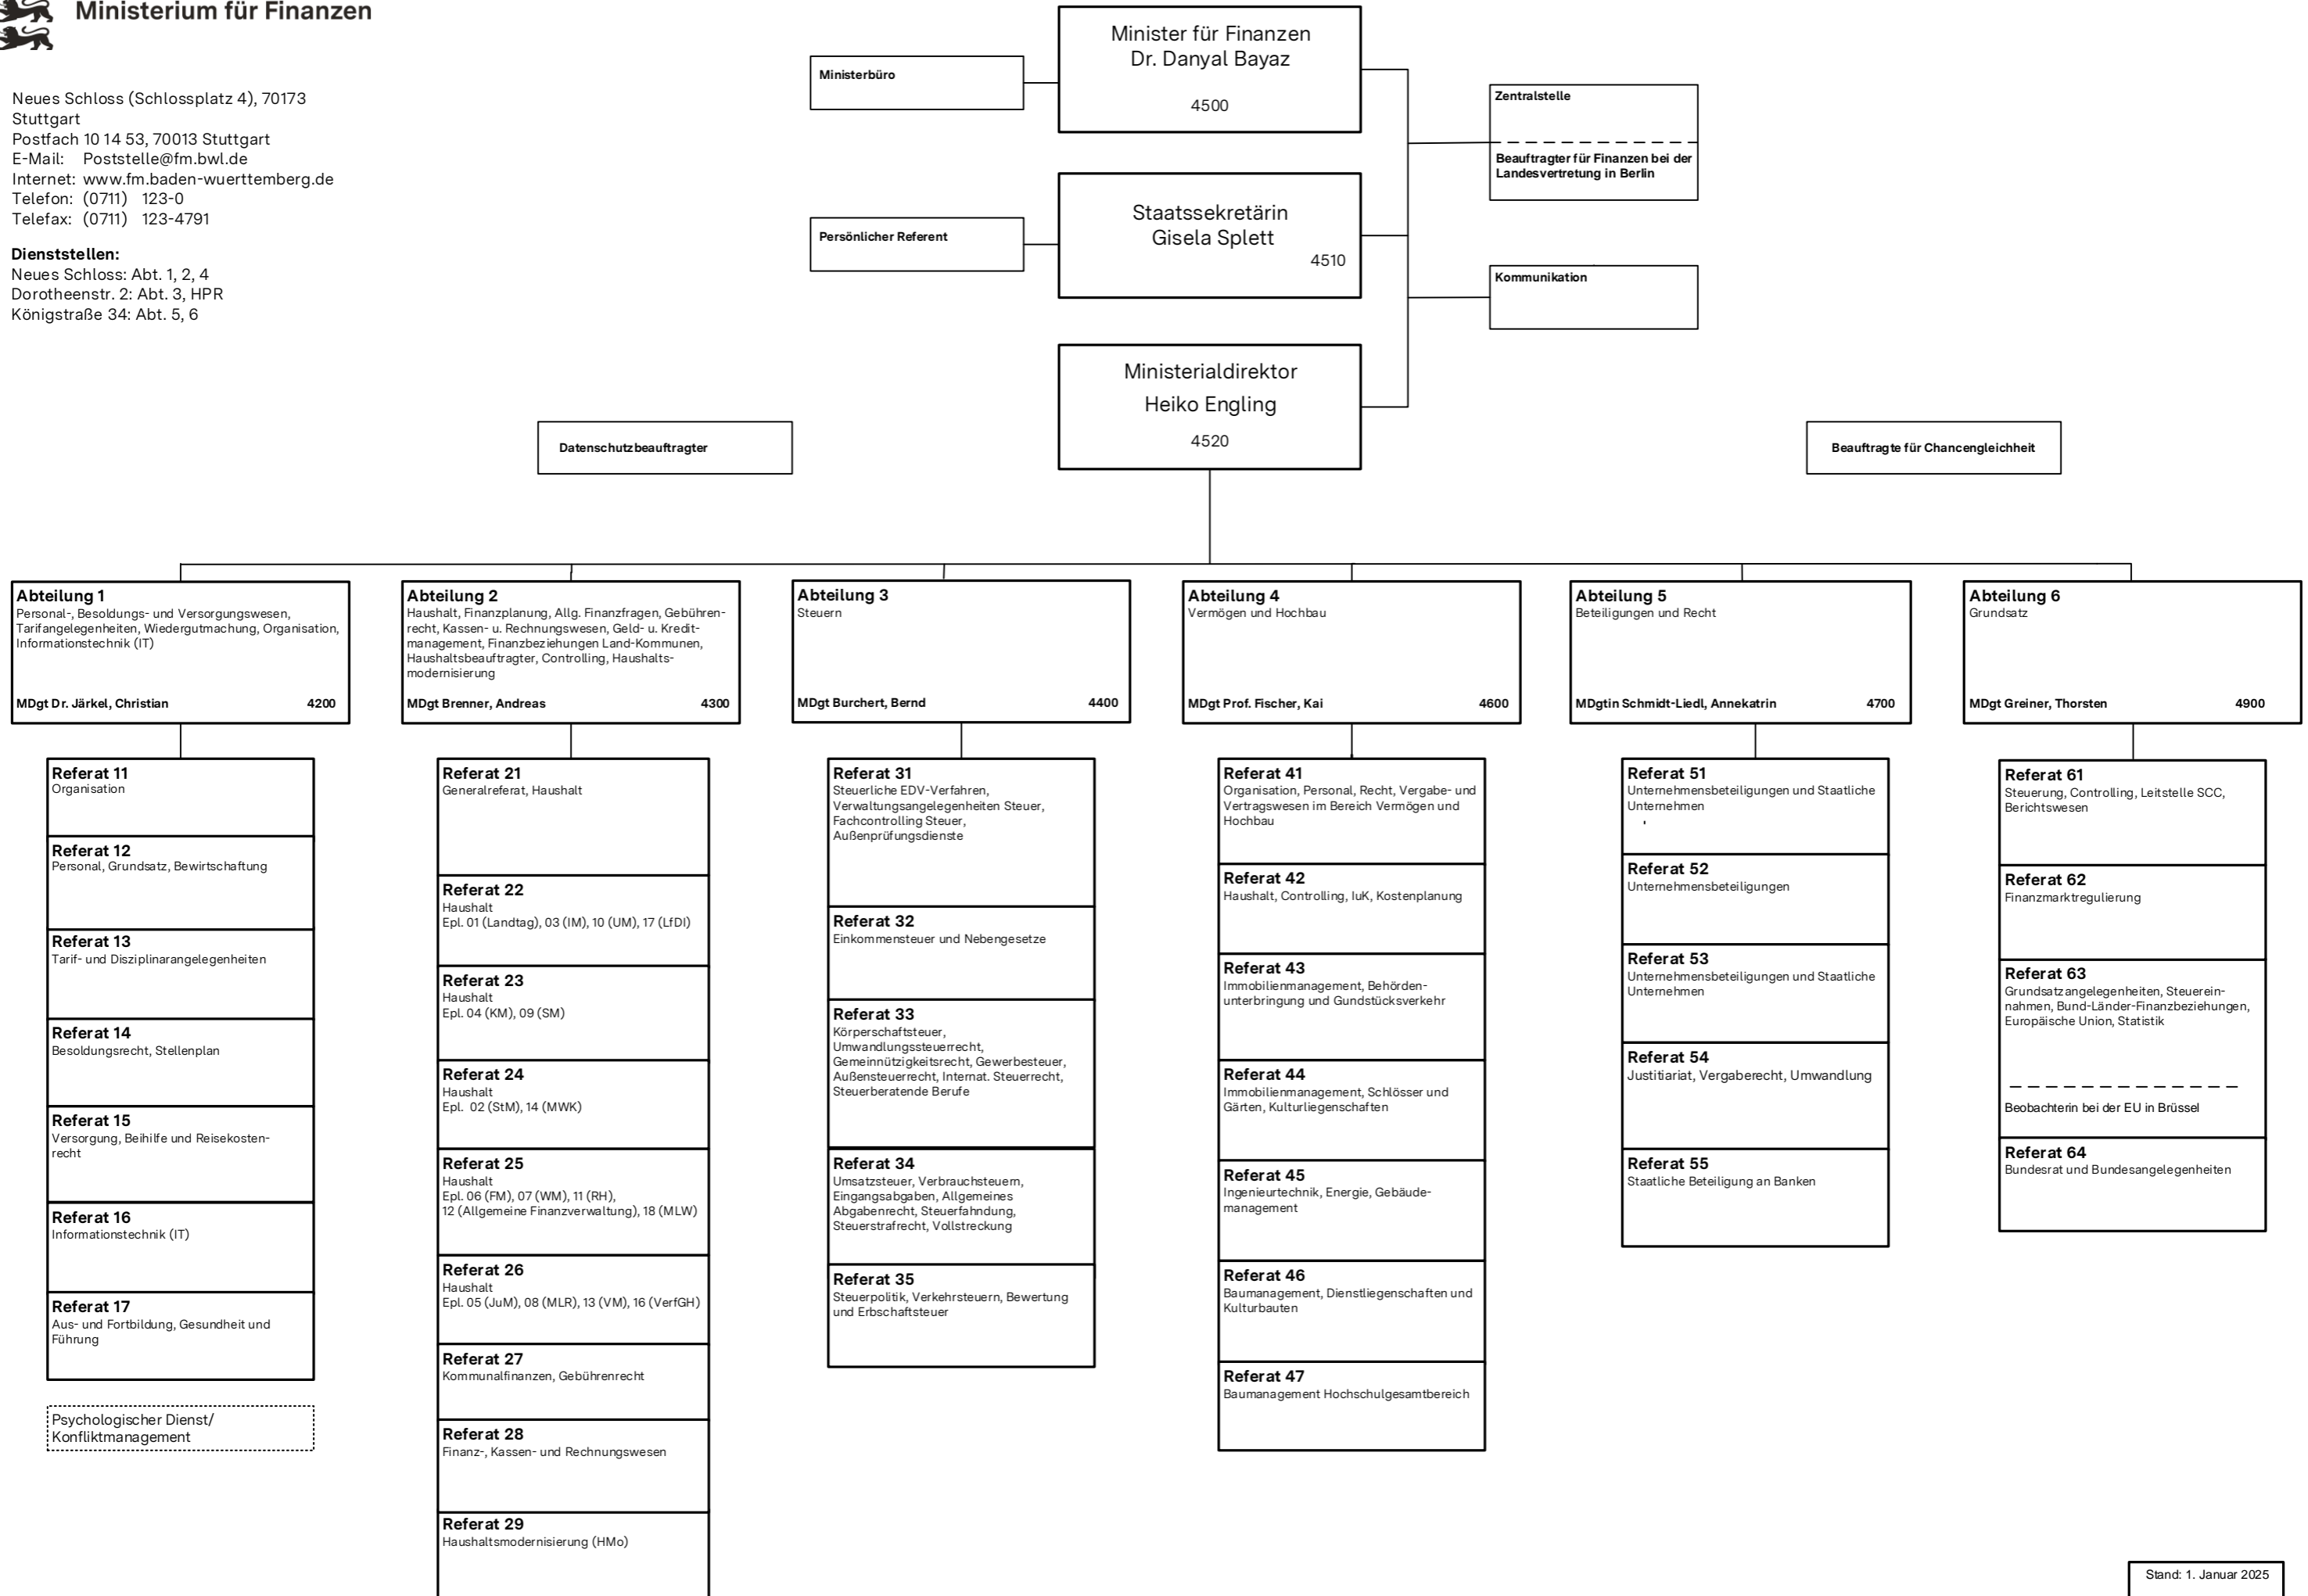 Ministerium für Finanzen
Neues Schloss (Schlossplatz 4), 70173
Stuttgart
Postfach 10 14 53, 70013 Stuttgart
E-Mail: Poststelle@fm.bwl.de
Internet: www.fm.baden-wuerttemberg.de
Telefon: (0711) 123-0
Telefax: (0711) 123-4791
Dienststellen:
Neues Schloss: Abt. 1, 2, 4
Dorotheenstr. 2: Abt. 3, HPR
Königstraße 34: Abt. 5, 6
Minister für Finanzen
Dr. Danyal Bayaz
4500
Ministerbüro
Zentralstelle
Beauftragter für Finanzen bei der
Landesvertretung in Berlin
Staatssekretärin
Gisela Splett
4510
Persönlicher Referent
Kommunikation
Ministerialdirektor
Heiko Engling
4520
Datenschutzbeauftragter
Beauftragte für Chancengleichheit
Abteilung 1
Personal-, Besoldungs- und Versorgungswesen,
Tarifangelegenheiten, Wiedergutmachung, Organisation,
Informationstechnik (IT)
MDgt Dr. Järkel, Christian 4200
Referat 11
Organisation
Referat 12
Personal, Grundsatz, Bewirtschaftung
Referat 13
Tarif- und Disziplinarangelegenheiten
Referat 14
Besoldungsrecht, Stellenplan
Referat 15
Versorgung, Beihilfe und Reisekosten-
recht
Referat 16
Informationstechnik (IT)
Referat 17
Aus- und Fortbildung, Gesundheit und
Führung
Psychologischer Dienst/
Konfliktmanagement
Abteilung 2
Haushalt, Finanzplanung, Allg. Finanzfragen, Gebühren-
recht, Kassen- u. Rechnungswesen, Geld- u. Kredit-
management, Finanzbeziehungen Land-Kommunen,
Haushaltsbeauftragter, Controlling, Haushalts-
modernisierung
MDgt Brenner, Andreas 4300
Referat 21
Generalreferat, Haushalt
Referat 22
Haushalt
Epl. 01 (Landtag), 03 (IM), 10 (UM), 17 (LfDI)
Referat 23
Haushalt
Epl. 04 (KM), 09 (SM)
Referat 24
Haushalt
Epl. 02 (StM), 14 (MWK)
Referat 25
Haushalt
Epl. 06 (FM), 07 (WM), 11 (RH),
12 (Allgemeine Finanzverwaltung), 18 (MLW)
Referat 26
Haushalt
Epl. 05 (JuM), 08 (MLR), 13 (VM), 16 (VerfGH)
Referat 27
Kommunalfinanzen, Gebührenrecht
Referat 28
Finanz-, Kassen- und Rechnungswesen
Referat 29
Haushaltsmodernisierung (HMo)
Abteilung 3
Steuern
MDgt Burchert, Bernd 4400
Referat 31
Steuerliche EDV-Verfahren,
Verwaltungsangelegenheiten Steuer,
Fachcontrolling Steuer,
Außenprüfungsdienste
Referat 32
Einkommensteuer und Nebengesetze
Referat 33
Körperschaftsteuer,
Umwandlungssteuerrecht,
Gemeinnützigkeitsrecht, Gewerbesteuer,
Außensteuerrecht, Internat. Steuerrecht,
Steuerberatende Berufe
Referat 34
Umsatzsteuer, Verbrauchsteuern,
Eingangsabgaben, Allgemeines
Abgabenrecht, Steuerfahndung,
Steuerstrafrecht, Vollstreckung
Referat 35
Steuerpolitik, Verkehrsteuern, Bewertung
und Erbschaftsteuer
Abteilung 4
Vermögen und Hochbau
MDgt Prof. Fischer, Kai 4600
Referat 41
Organisation, Personal, Recht, Vergabe- und
Vertragswesen im Bereich Vermögen und
Hochbau
Referat 42
Haushalt, Controlling, IuK, Kostenplanung
Referat 43
Immobilienmanagement, Behörden-
unterbringung und Gundstücksverkehr
Referat 44
Immobilienmanagement, Schlösser und
Gärten, Kulturliegenschaften
Referat 45
Ingenieurtechnik, Energie, Gebäude-
management
Referat 46
Baumanagement, Dienstliegenschaften und
Kulturbauten
Referat 47
Baumanagement Hochschulgesamtbereich
Abteilung 5
Beteiligungen und Recht
MDgtin Schmidt-Liedl, Annekatrin 4700
Referat 51
Unternehmensbeteiligungen und Staatliche
Unternehmen
Referat 52
Unternehmensbeteiligungen
Referat 53
Unternehmensbeteiligungen und Staatliche
Unternehmen
Referat 54
Justitiariat, Vergaberecht, Umwandlung
Referat 55
Staatliche Beteiligung an Banken
Abteilung 6
Grundsatz
MDgt Greiner, Thorsten 4900
Referat 61
Steuerung, Controlling, Leitstelle SCC,
Berichtswesen
Referat 62
Finanzmarktregulierung
Referat 63
Grundsatzangelegenheiten, Steuerein-
nahmen, Bund-Länder-Finanzbeziehungen,
Europäische Union, Statistik
Beobachterin bei der EU in Brüssel
Referat 64
Bundesrat und Bundesangelegenheiten
Stand: 1. Januar 2025